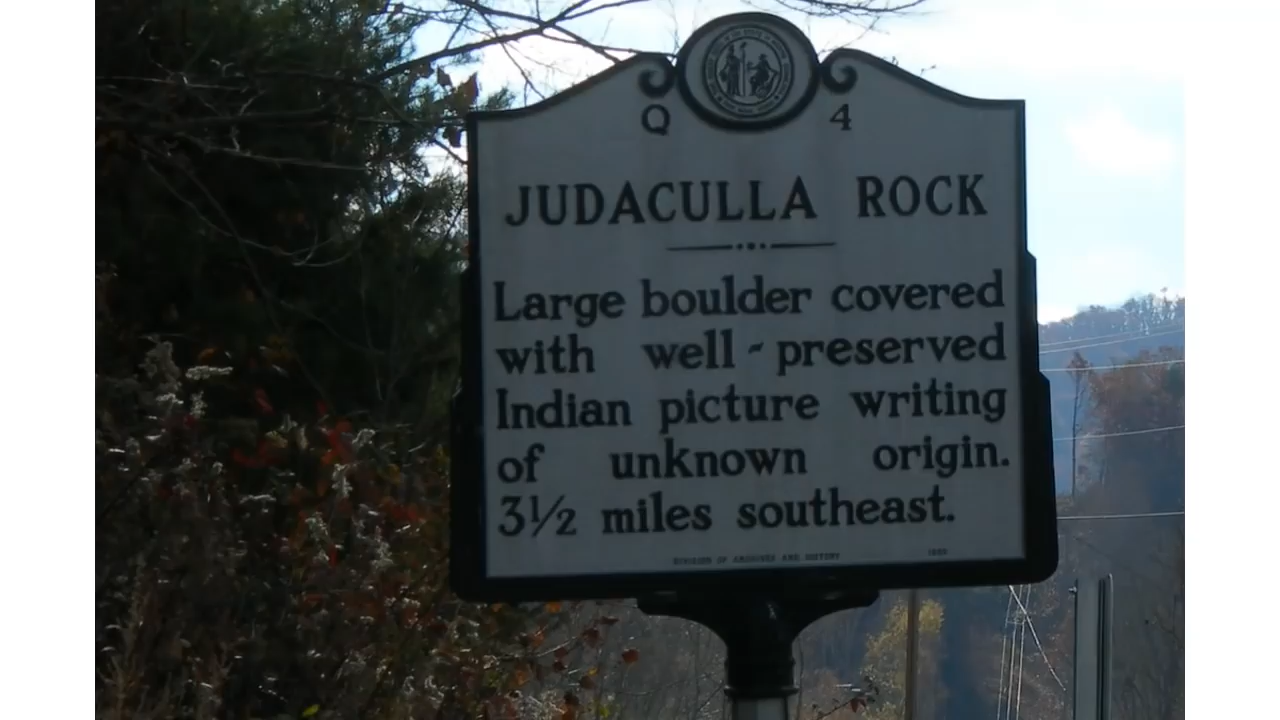 Q 4
JUDACULLA ROCK
Large boulder covered
with well-preserved
Indian picture writing
of unknown origin.
3½ miles southeast.
DIVISION OF ARCHIVES AND HISTORY